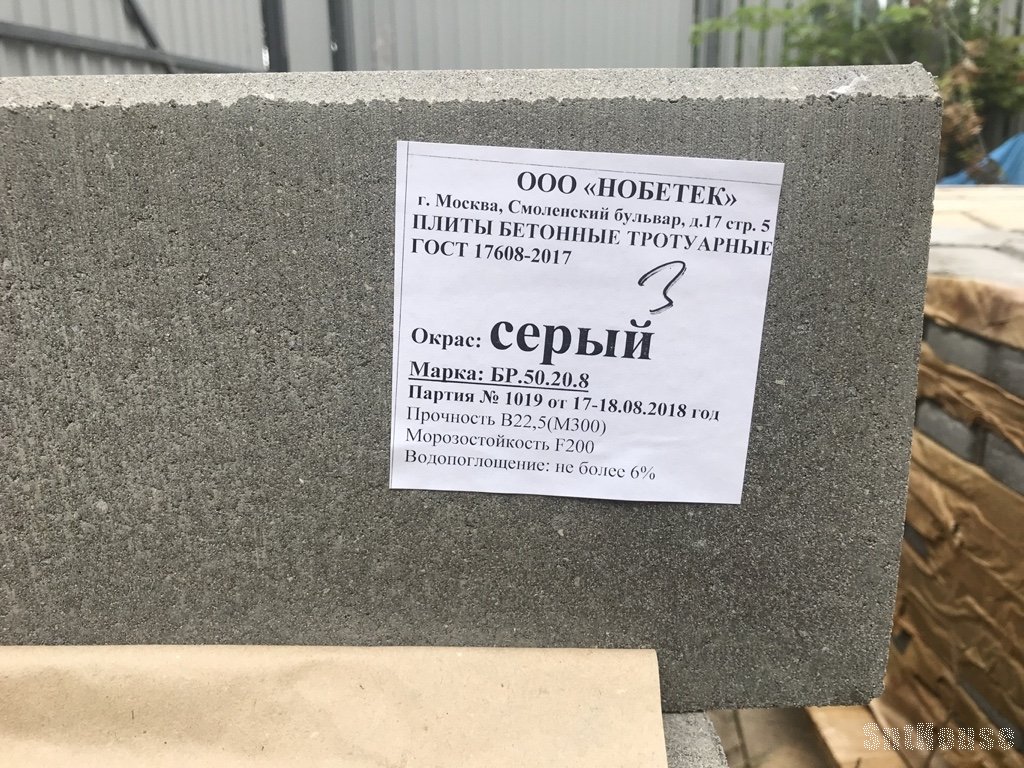 ООО «НОБЕТЕК»
г. Москва, Смоленский бульвар, д.17 стр. 5
ПЛИТЫ БЕТОННЫЕ ТРОТУАРНЫЕ
ГОСТ 17608-2017
3
Окрас: серый
Марка: БР.50.20.8
Партия № 1019 от 17-18.08.2018 год
Прочность В22,5(М300)
Морозостойкость F200
Водопоглощение: не более 6%
SntHouse